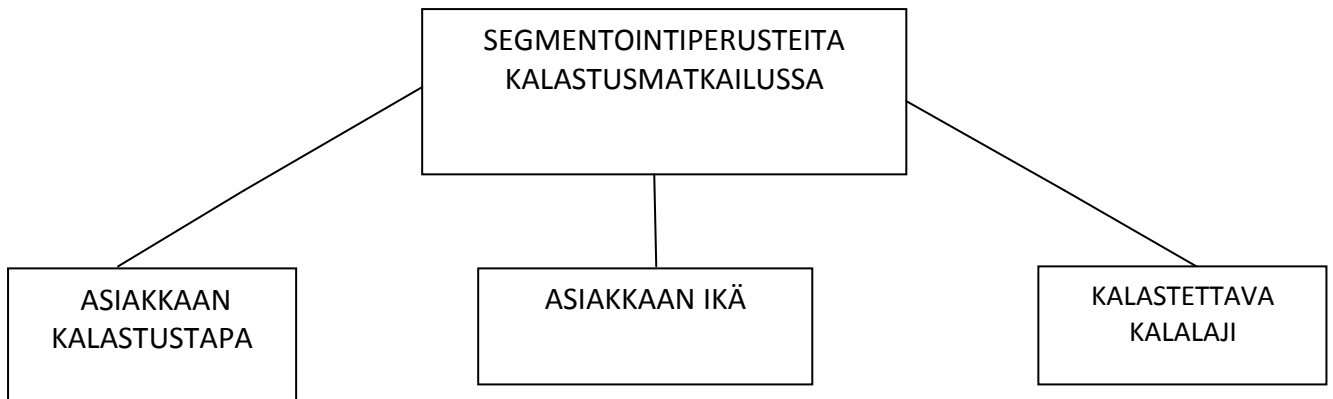 SEGMENTOINTIPERUSTEITA
KALASTUSMATKAILUSSA
ASIAKKAAN
KALASTUSTAPA
ASIAKKAAN IKÄ
KALASTETTAVA
KALALAJI